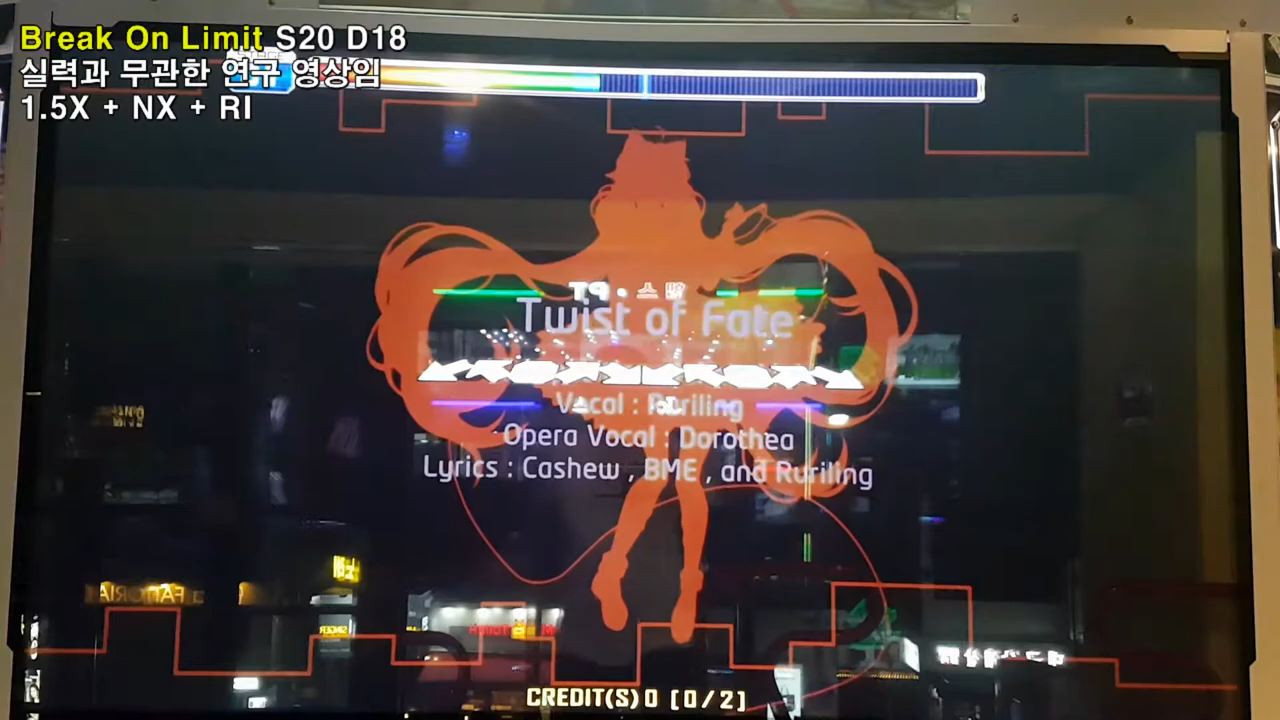 Break On Limit S20 D18
실력과 무관한 연구 영상임
1.5X + NX + RI
Twist of Fate
Vocal : Ruriling
Opera Vocal : Dorothea
Lyrics : Cashew , BME , and Ruriling
CREDIT(S) 0 [0/2]